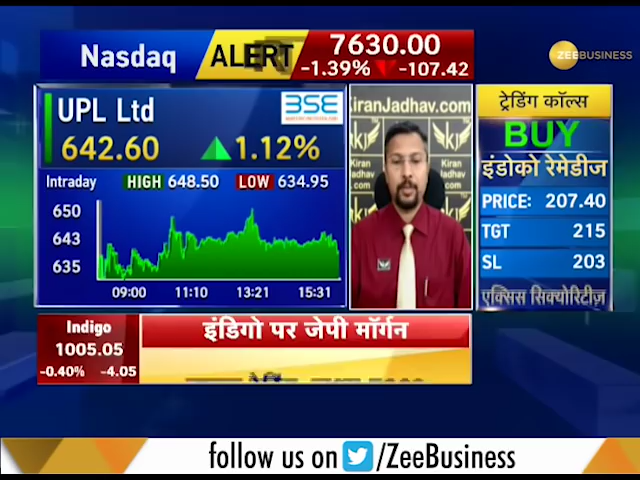 Nasdaq
ALERT
7630.00
-1.39% -107.42
ZEEBUSINESS
UPL Ltd
BSE
642.60 1.12%
Intraday HIGH 648.50 LOW 634.95
650
643
635
09:00 11:10 13:21 15:31
KiranJadhav.com
kj
Kiran
Jadhav
ट्रेडिंग कॉल्स
BUY
इंडोको रेमेडीज
PRICE: 207.40
TGT 215
SL 203
एक्सिस सिक्योरिटीज़
Indigo
1005.05
-0.40% -4.05
इंडिगो पर जेपी मॉर्गन
follow us on /ZeeBusiness